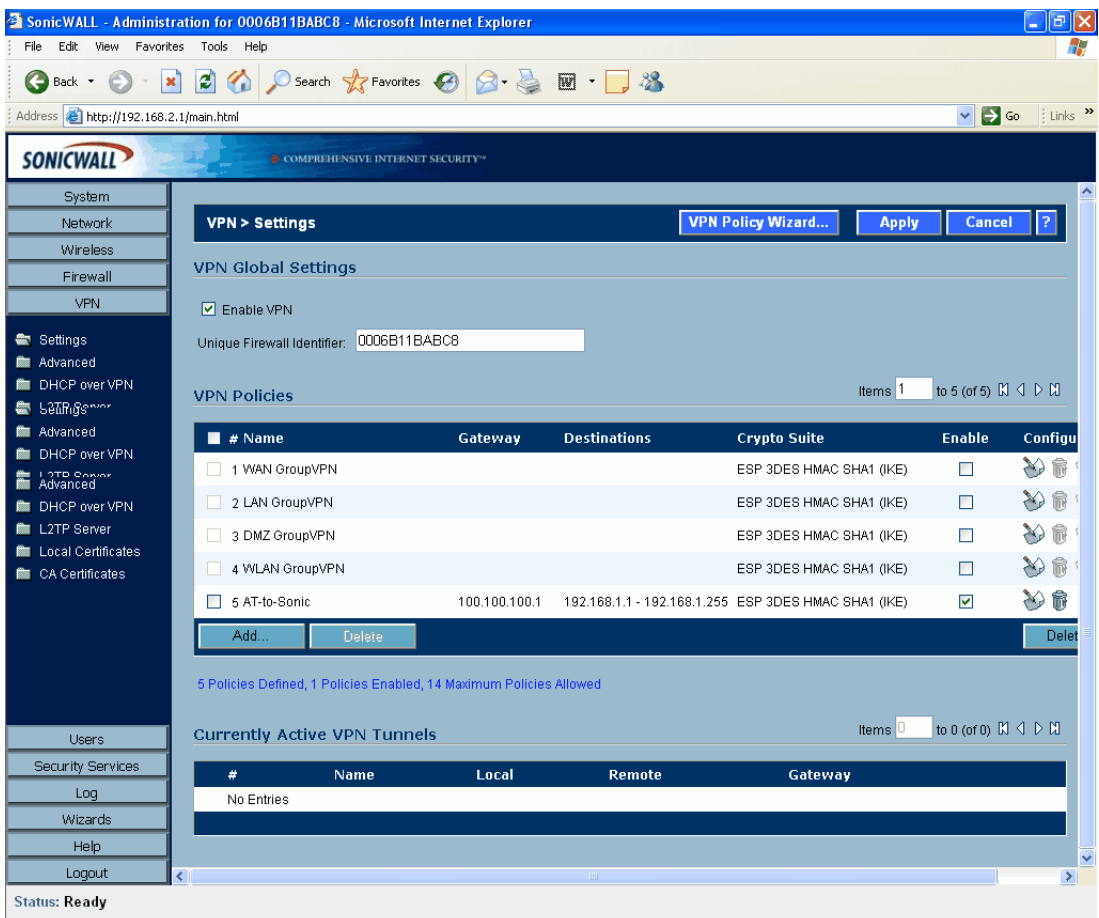 SonicWALL - Administration for 0006B11BABC8 - Microsoft Internet Explorer
File Edit View Favorites Tools Help
Back Search Favorites
Address http://192.168.2.1/main.html Go Links »
SONICWALL COMPREHENSIVE INTERNET SECURITY™
System
Network
Wireless
Firewall
VPN
Settings
Advanced
DHCP over VPN
Settings
Advanced
DHCP over VPN
L2TP Server
Advanced
DHCP over VPN
L2TP Server
Local Certificates
CA Certificates
Users
Security Services
Log
Wizards
Help
Logout
VPN > Settings VPN Policy Wizard... Apply Cancel ?
VPN Global Settings
Enable VPN
Unique Firewall Identifier: 0006B11BABC8
VPN Policies Items 1 to 5 (of 5)
# Name Gateway Destinations Crypto Suite Enable Configu
1 WAN GroupVPN ESP 3DES HMAC SHA1 (IKE)
2 LAN GroupVPN ESP 3DES HMAC SHA1 (IKE)
3 DMZ GroupVPN ESP 3DES HMAC SHA1 (IKE)
4 WLAN GroupVPN ESP 3DES HMAC SHA1 (IKE)
5 AT-to-Sonic 100.100.100.1 192.168.1.1 - 192.168.1.255 ESP 3DES HMAC SHA1 (IKE)
Add... Delete Delet
5 Policies Defined, 1 Policies Enabled, 14 Maximum Policies Allowed
Currently Active VPN Tunnels Items 0 to 0 (of 0)
# Name Local Remote Gateway
No Entries
Status: Ready